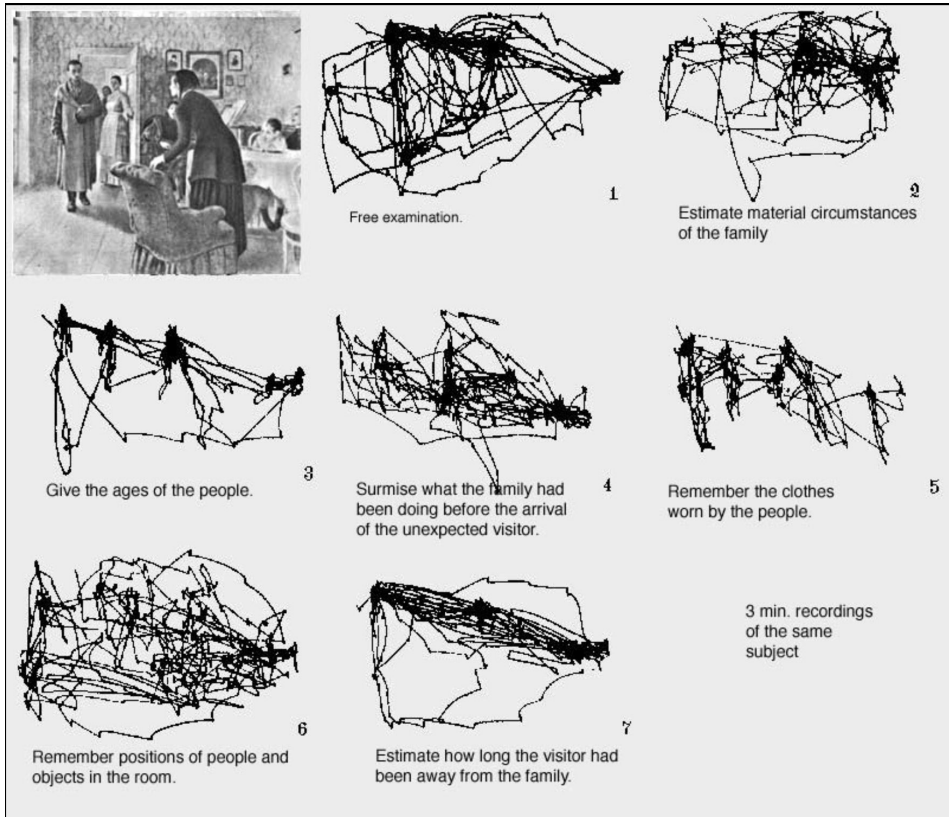 1
Free examination.
2
Estimate material circumstances
of the family
3
Give the ages of the people.
4
Surmise what the family had
been doing before the arrival
of the unexpected visitor.
5
Remember the clothes
worn by the people.
6
Remember positions of people and
objects in the room.
7
Estimate how long the visitor had
been away from the family.
3 min. recordings
of the same
subject